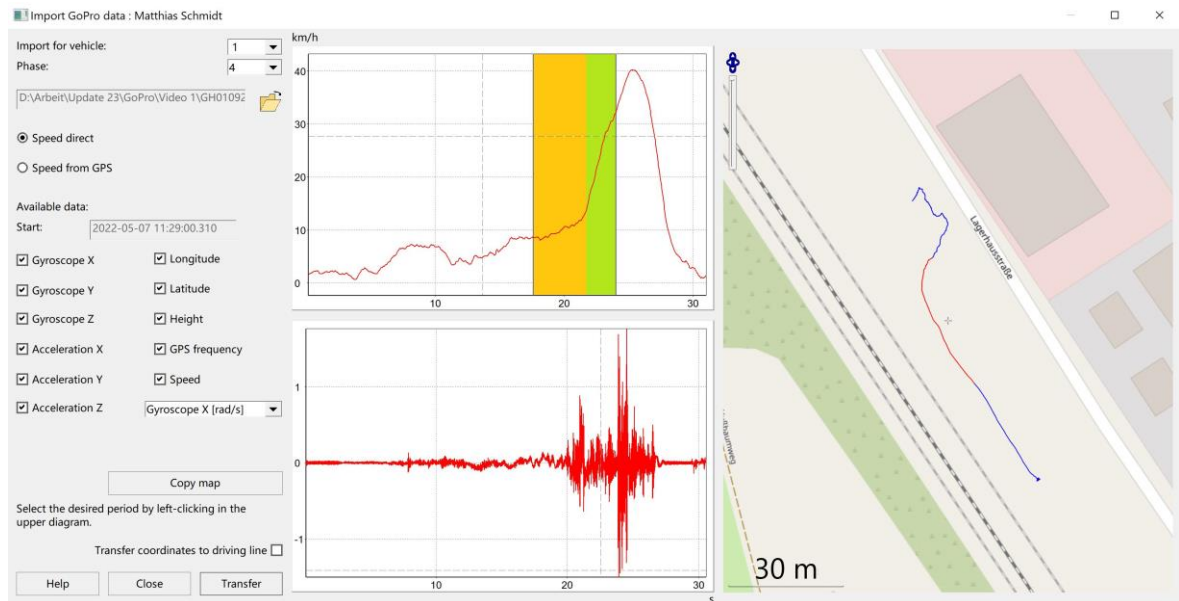 Import GoPro data : Matthias Schmidt
Import for vehicle:
1
Phase:
4
D:\Arbeit\Update 23\GoPro\Video 1\GH01092
Speed direct
Speed from GPS
Available data:
Start:
2022-05-07 11:29:00.310
Gyroscope X
Longitude
Gyroscope Y
Latitude
Gyroscope Z
Height
Acceleration X
GPS frequency
Acceleration Y
Speed
Acceleration Z
Gyroscope X [rad/s]
Copy map
Select the desired period by left-clicking in the
upper diagram.
Transfer coordinates to driving line
Help
Close
Transfer
km/h
40
30
20
10
0
10
20
30
1
0
-1
10
20
30
s
Lagerhausstraße
30 m